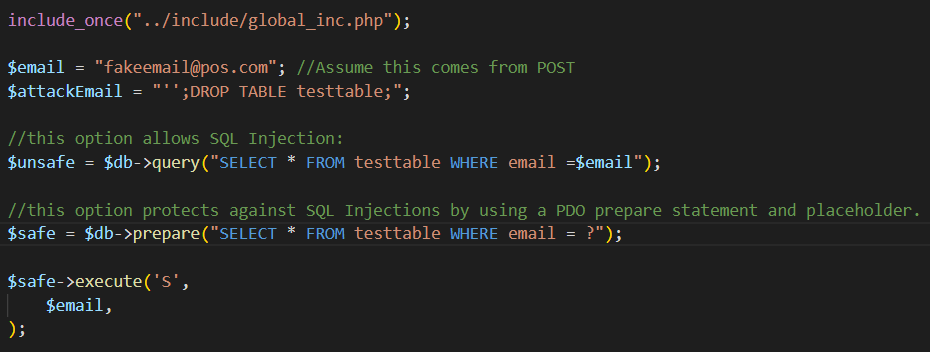 include_once("../include/global_inc.php");
$email = "fakeemail@pos.com"; //Assume this comes from POST
$attackEmail = "'';DROP TABLE testtable;";
//this option allows SQL Injection:
$unsafe = $db->query("SELECT * FROM testtable WHERE email =$email");
//this option protects against SQL Injections by using a PDO prepare statement and placeholder.
$safe = $db->prepare("SELECT * FROM testtable WHERE email = ?");
$safe->execute('S',
$email,
);